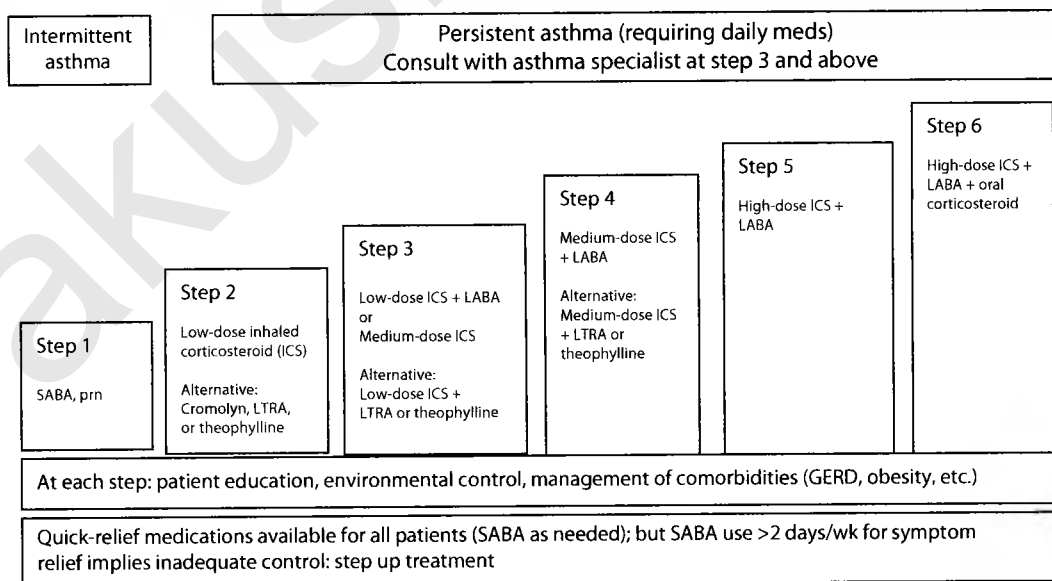 Intermittent
asthma
Persistent asthma (requiring daily meds)
Consult with asthma specialist at step 3 and above
Step 1
SABA, prn
Step 2
Low-dose inhaled
corticosteroid (ICS)
Alternative:
Cromolyn, LTRA,
or theophylline
Step 3
Low-dose ICS + LABA
or
Medium-dose ICS
Alternative:
Low-dose ICS +
LTRA or theophylline
Step 4
Medium-dose ICS
+ LABA
Alternative:
Medium-dose ICS
+ LTRA or
theophylline
Step 5
High-dose ICS +
LABA
Step 6
High-dose ICS +
LABA + oral
corticosteroid
At each step: patient education, environmental control, management of comorbidities (GERD, obesity, etc.)
Quick-relief medications available for all patients (SABA as needed); but SABA use >2 days/wk for symptom
relief implies inadequate control: step up treatment
akus